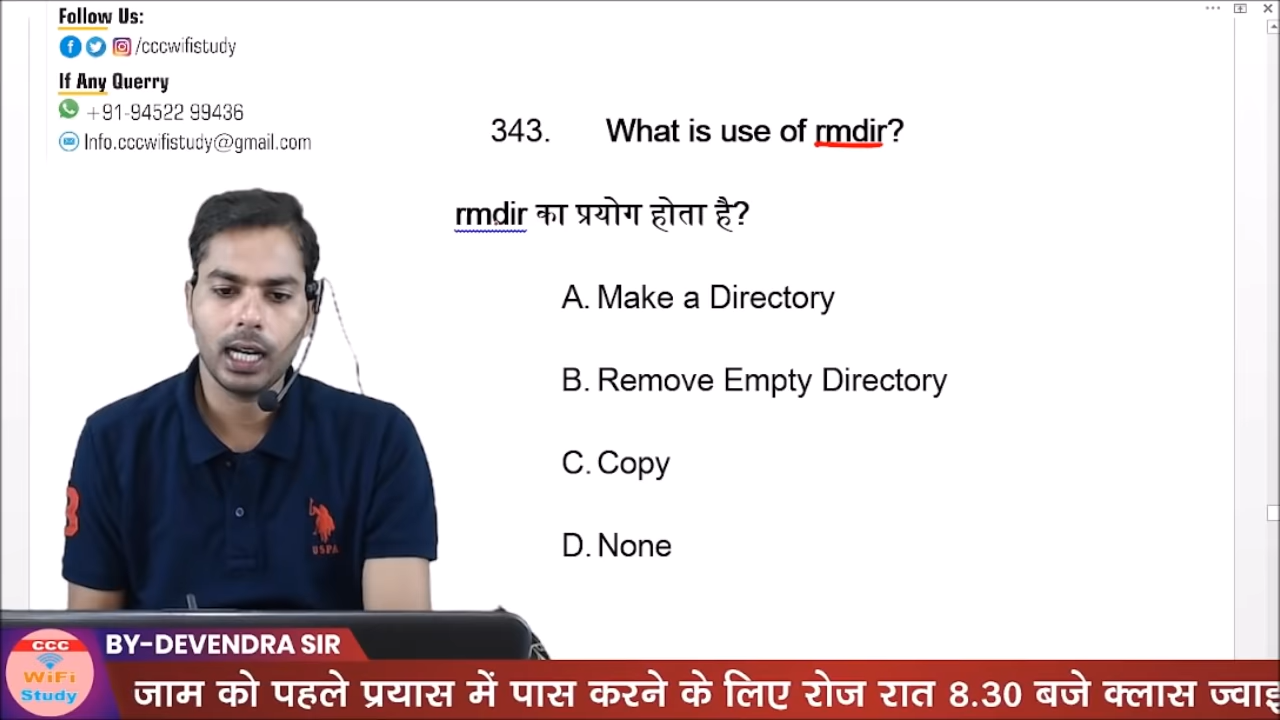 Follow Us:
/cccwifistudy
If Any Querry
+91-94522 99436
Info.cccwifistudy@gmail.com
343. What is use of rmdir?
rmdir का प्रयोग होता है?
A. Make a Directory
B. Remove Empty Directory
C. Copy
D. None
3
USPA
BY-DEVENDRA SIR
CCC
WiFi
Study
जाम को पहले प्रयास में पास करने के लिए रोज रात 8.30 बजे क्लास ज्वाइ